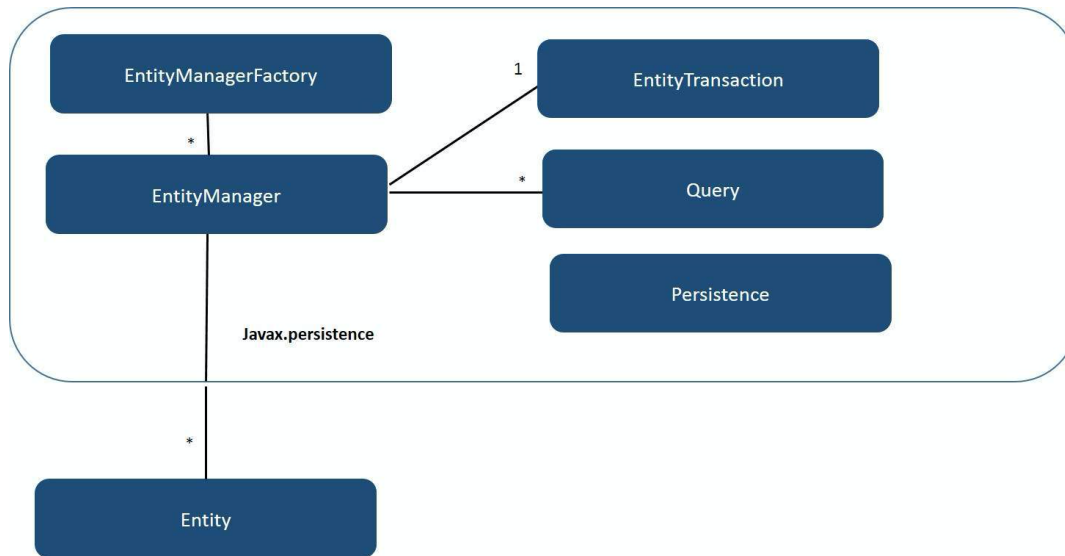 EntityManagerFactory
1
EntityTransaction
*
EntityManager
*
Query
Persistence
Javax.persistence
*
Entity